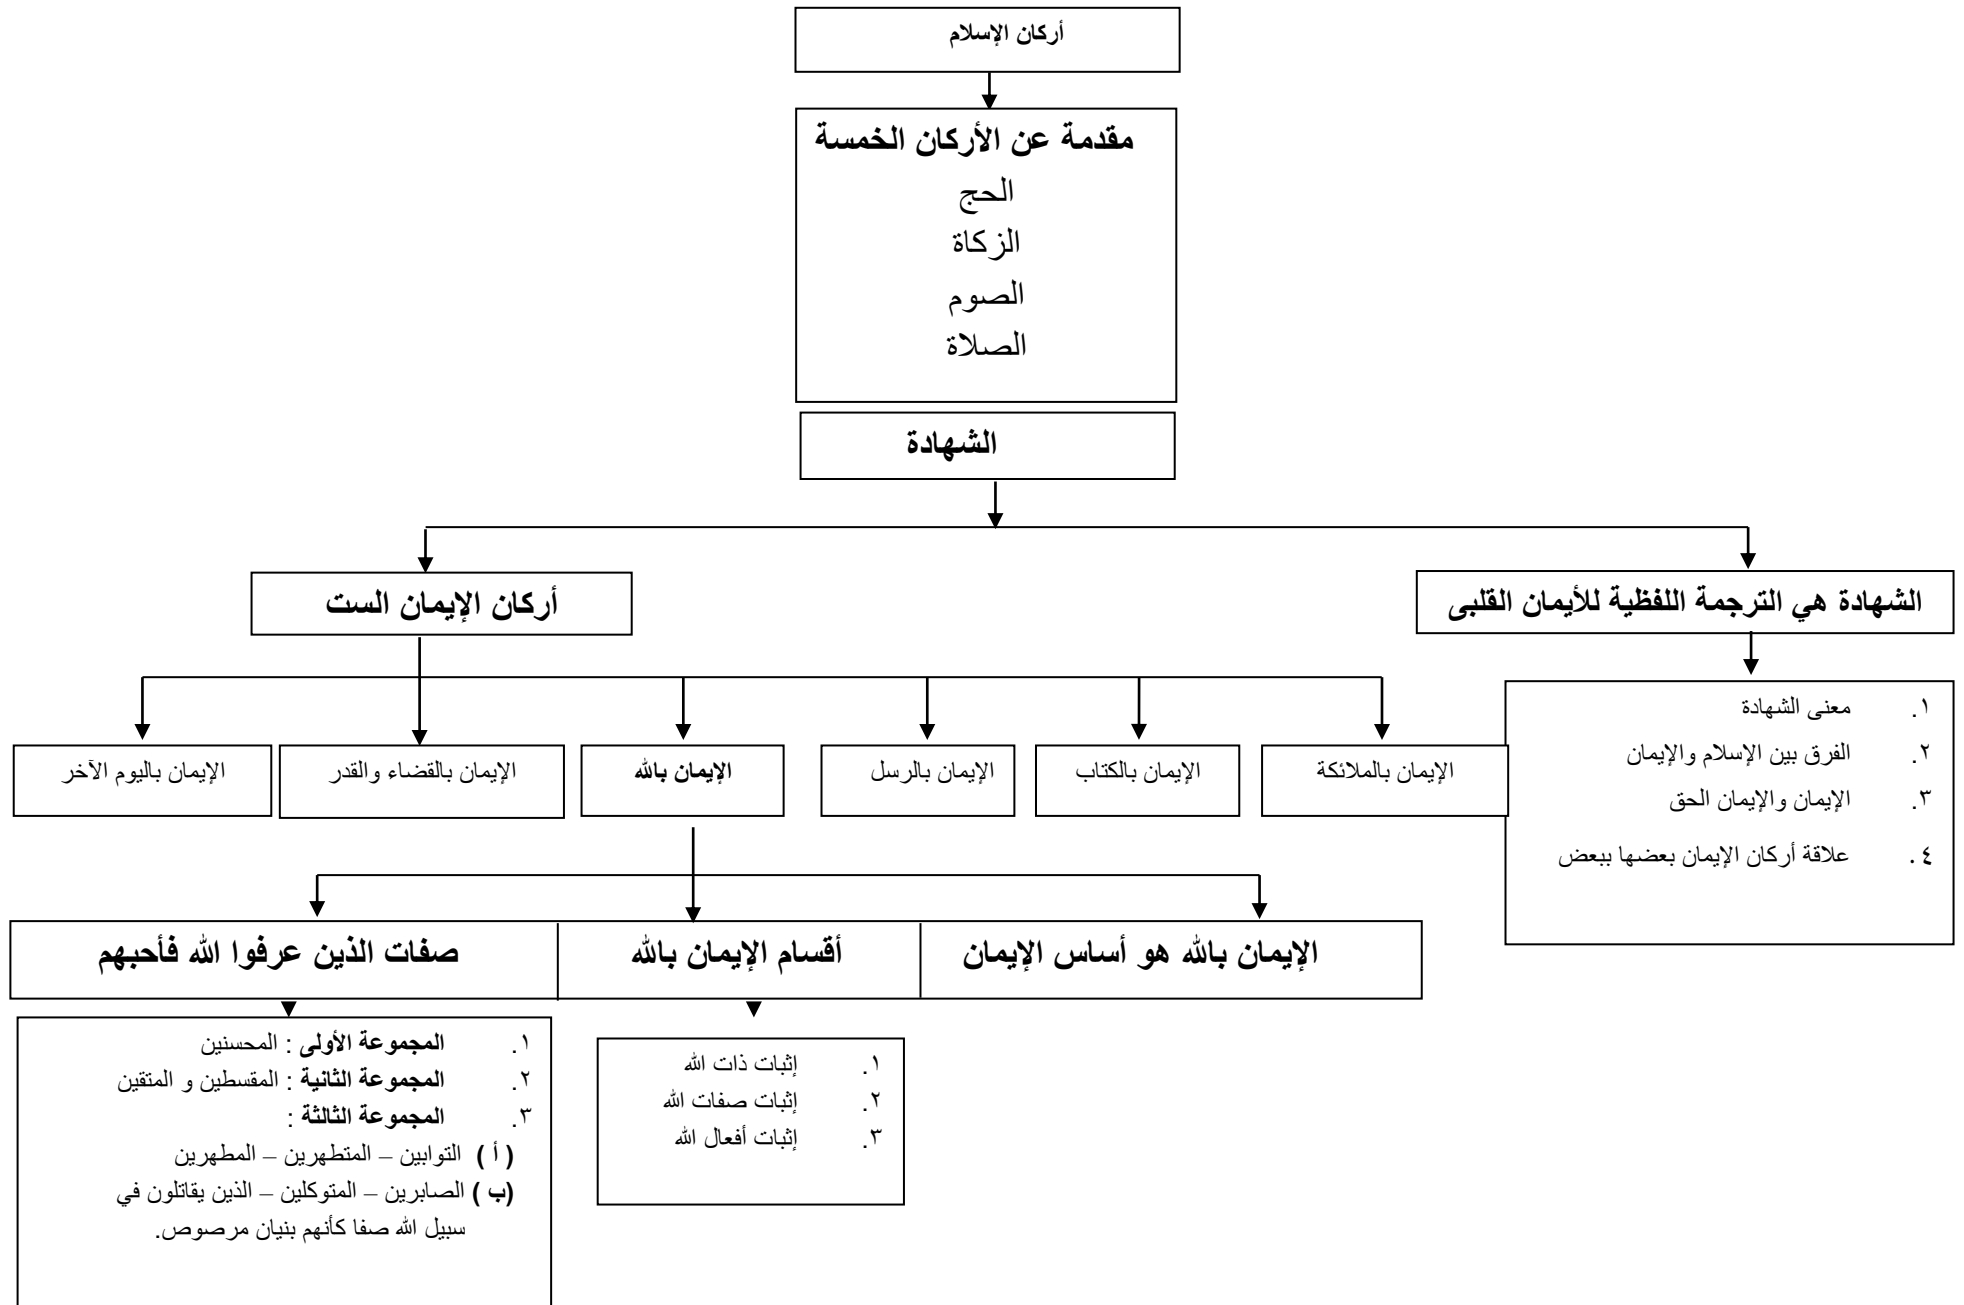 أركان الإسلام
مقدمة عن الأركان الخمسة
الحج
الزكاة
الصوم
الصلاة
الشهادة
الشهادة هي الترجمة اللفظية للأيمان القلبى
أركان الإيمان الست
١. معنى الشهادة
٢. الفرق بين الإسلام والإيمان
٣. الإيمان والإيمان الحق
٤. علاقة أركان الإيمان بعضها ببعض
الإيمان بالملائكة
الإيمان بالكتاب
الإيمان بالرسل
الإيمان بالله
الإيمان بالقضاء والقدر
الإيمان باليوم الآخر
الإيمان بالله هو أساس الإيمان
أقسام الإيمان بالله
صفات الذين عرفوا الله فأحبهم
١. إثبات ذات الله
٢. إثبات صفات الله
٣. إثبات أفعال الله
١. المجموعة الأولى : المحسنين
٢. المجموعة الثانية : المقسطين و المتقين
٣. المجموعة الثالثة :
( أ ) التوابين – المتطهرين – المطهرين
(ب ) الصابرين – المتوكلين – الذين يقاتلون في
سبيل الله صفا كأنهم بنيان مرصوص.